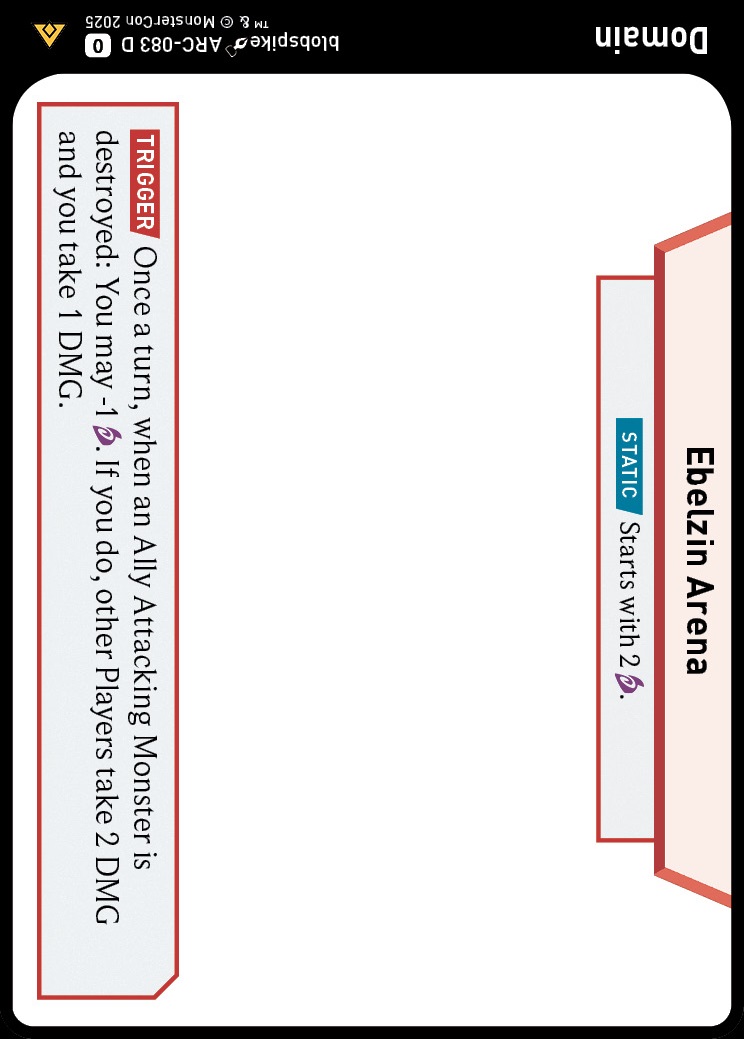 Ebelzin Arena
STATIC Starts with 2.
TRIGGER Once a turn, when an Ally Attacking Monster is
destroyed: You may -1. If you do, other Players take 2 DMG
and you take 1 DMG.
Domain
blobspike ARC-083 D 0
™ & © MonsterCon 2025